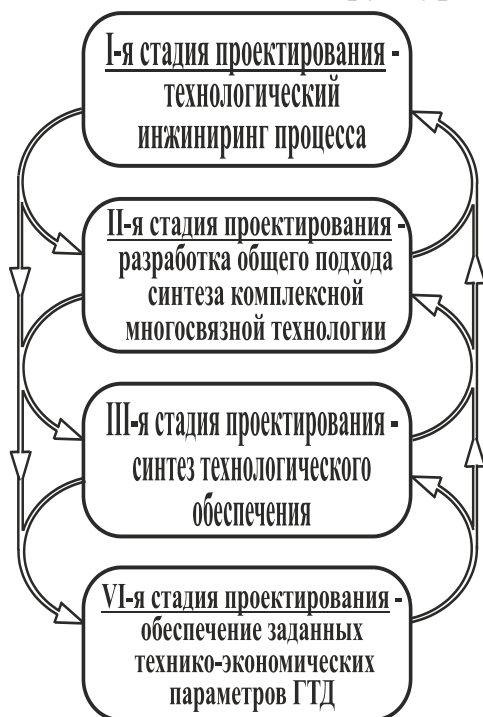 I-я стадия проектирования -
технологический
инжиниринг процесса
II-я стадия проектирования -
разработка общего подхода
синтеза комплексной
многосвязной технологии
III-я стадия проектирования -
синтез технологического
обеспечения
VI-я стадия проектирования -
обеспечение заданных
технико-экономических
параметров ГТД